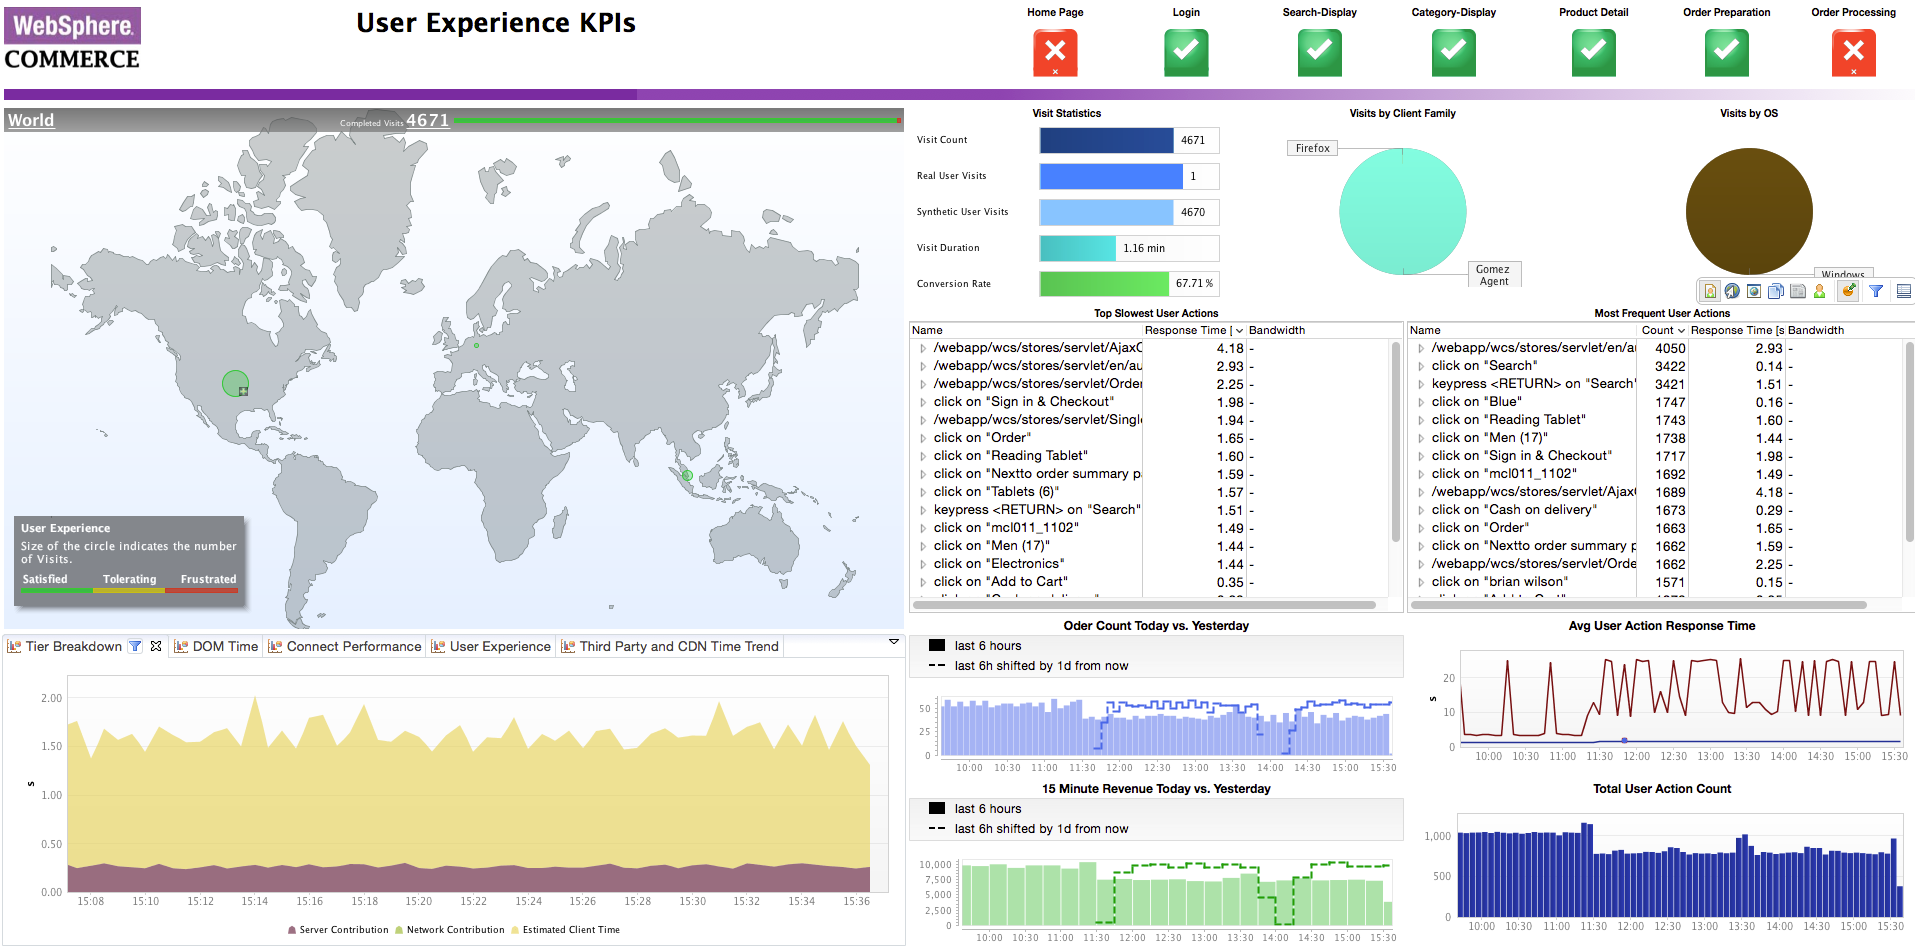 WebSphere.
COMMERCE
User Experience KPIs
Home Page
Login
Search-Display
Category-Display
Product Detail
Order Preparation
Order Processing
World
Completed Visits 4671
User Experience
Size of the circle indicates the number
of Visits.
Satisfied Tolerating Frustrated
Visit Statistics
Visit Count 4671
Real User Visits 1
Synthetic User Visits 4670
Visit Duration 1.16 min
Conversion Rate 67.71 %
Visits by Client Family
Firefox
Gomez
Agent
Visits by OS
Windows
Top Slowest User Actions
Name Response Time [ Bandwidth
/webapp/wcs/stores/servlet/AjaxC 4.18 -
/webapp/wcs/stores/servlet/en/au 2.93 -
/webapp/wcs/stores/servlet/Order 2.25 -
click on "Sign in & Checkout" 1.98 -
/webapp/wcs/stores/servlet/Single 1.94 -
click on "Order" 1.65 -
click on "Reading Tablet" 1.60 -
click on "Nextto order summary p 1.59 -
click on "Tablets (6)" 1.57 -
keypress <RETURN> on "Search" 1.51 -
click on "mcl011_1102" 1.49 -
click on "Men (17)" 1.44 -
click on "Electronics" 1.44 -
click on "Add to Cart" 0.35 -
Most Frequent User Actions
Name Count Response Time [s Bandwidth
/webapp/wcs/stores/servlet/en/au 4050 2.93 -
click on "Search" 3422 0.14 -
keypress <RETURN> on "Search" 3421 1.51 -
click on "Blue" 1747 0.16 -
click on "Reading Tablet" 1743 1.60 -
click on "Men (17)" 1738 1.44 -
click on "Sign in & Checkout" 1717 1.98 -
click on "mcl011_1102" 1692 1.49 -
/webapp/wcs/stores/servlet/Ajax 1689 4.18 -
click on "Cash on delivery" 1673 0.29 -
click on "Order" 1663 1.65 -
click on "Nextto order summary p 1662 1.59 -
/webapp/wcs/stores/servlet/Orde 1662 2.25 -
click on "brian wilson" 1571 0.15 -
Tier Breakdown
DOM Time
Connect Performance
User Experience
Third Party and CDN Time Trend
2.00
1.50
1.00
0.50
0.00
s
15:08 15:10 15:12 15:14 15:16 15:18 15:20 15:22 15:24 15:26 15:28 15:30 15:32 15:34 15:36
Server Contribution Network Contribution Estimated Client Time
Oder Count Today vs. Yesterday
last 6 hours
last 6h shifted by 1d from now
50
25
0
10:00 10:30 11:00 11:30 12:00 12:30 13:00 13:30 14:00 14:30 15:00 15:30
15 Minute Revenue Today vs. Yesterday
last 6 hours
last 6h shifted by 1d from now
10,000
7,500
5,000
2,500
0
10:00 10:30 11:00 11:30 12:00 12:30 13:00 13:30 14:00 14:30 15:00 15:30
Avg User Action Response Time
20
10
0
s
10:00 10:30 11:00 11:30 12:00 12:30 13:00 13:30 14:00 14:30 15:00 15:30
Total User Action Count
1,000
500
0
10:00 10:30 11:00 11:30 12:00 12:30 13:00 13:30 14:00 14:30 15:00 15:30